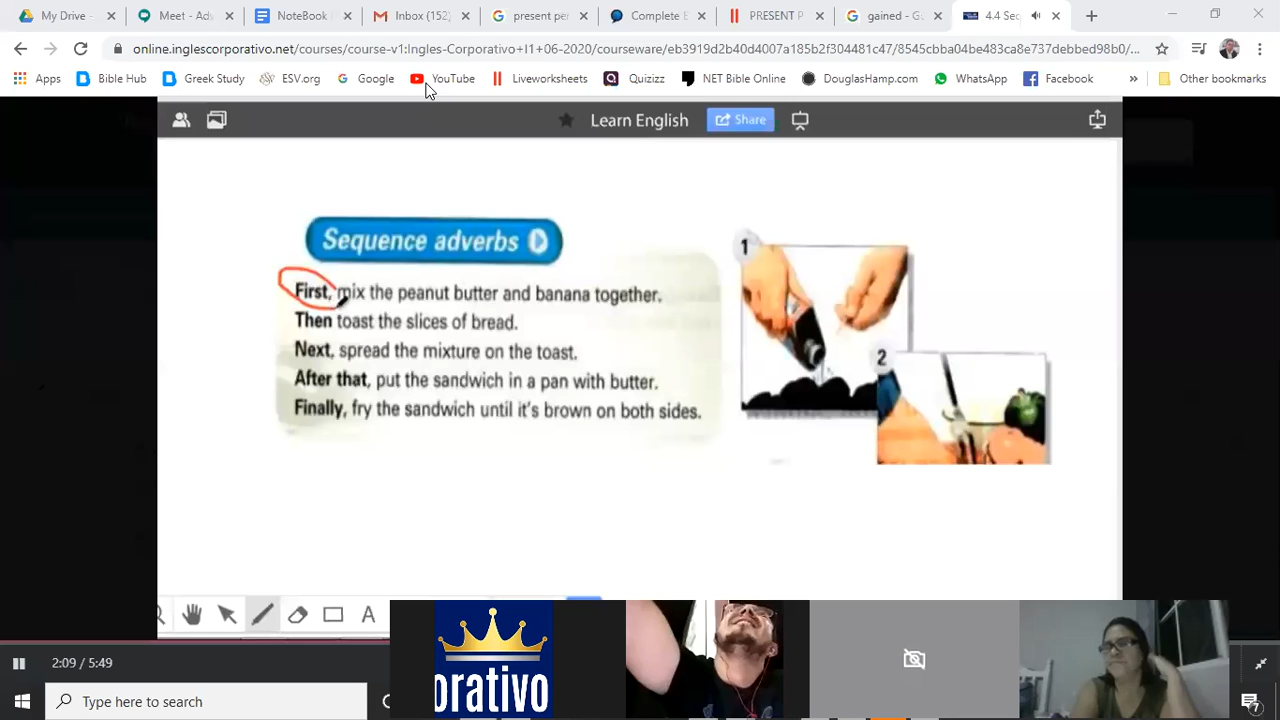 My Drive -
Meet - Adv
NoteBook
Inbox (152)
present per
Complete E
PRESENT P
gained - Go
4.4 Seq
online.inglescorporativo.net/courses/course-v1:Ingles-Corporativo+I1+06-2020/courseware/eb3919d2b40d4007a185b2f304481c47/8545cbba04be483ca8e737debbed98b0/...
Apps
Bible Hub
Greek Study
ESV.org
Google
YouTube
Liveworksheets
Quizizz
NET Bible Online
DouglasHamp.com
WhatsApp
Facebook
»
Other bookmarks
Learn English
Share
Sequence adverbs
First, mix the peanut butter and banana together.
Then toast the slices of bread.
Next, spread the mixture on the toast.
After that, put the sandwich in a pan with butter.
Finally, fry the sandwich until it's brown on both sides.
1
2
A
orativo
2:09 / 5:49
Type here to search
7